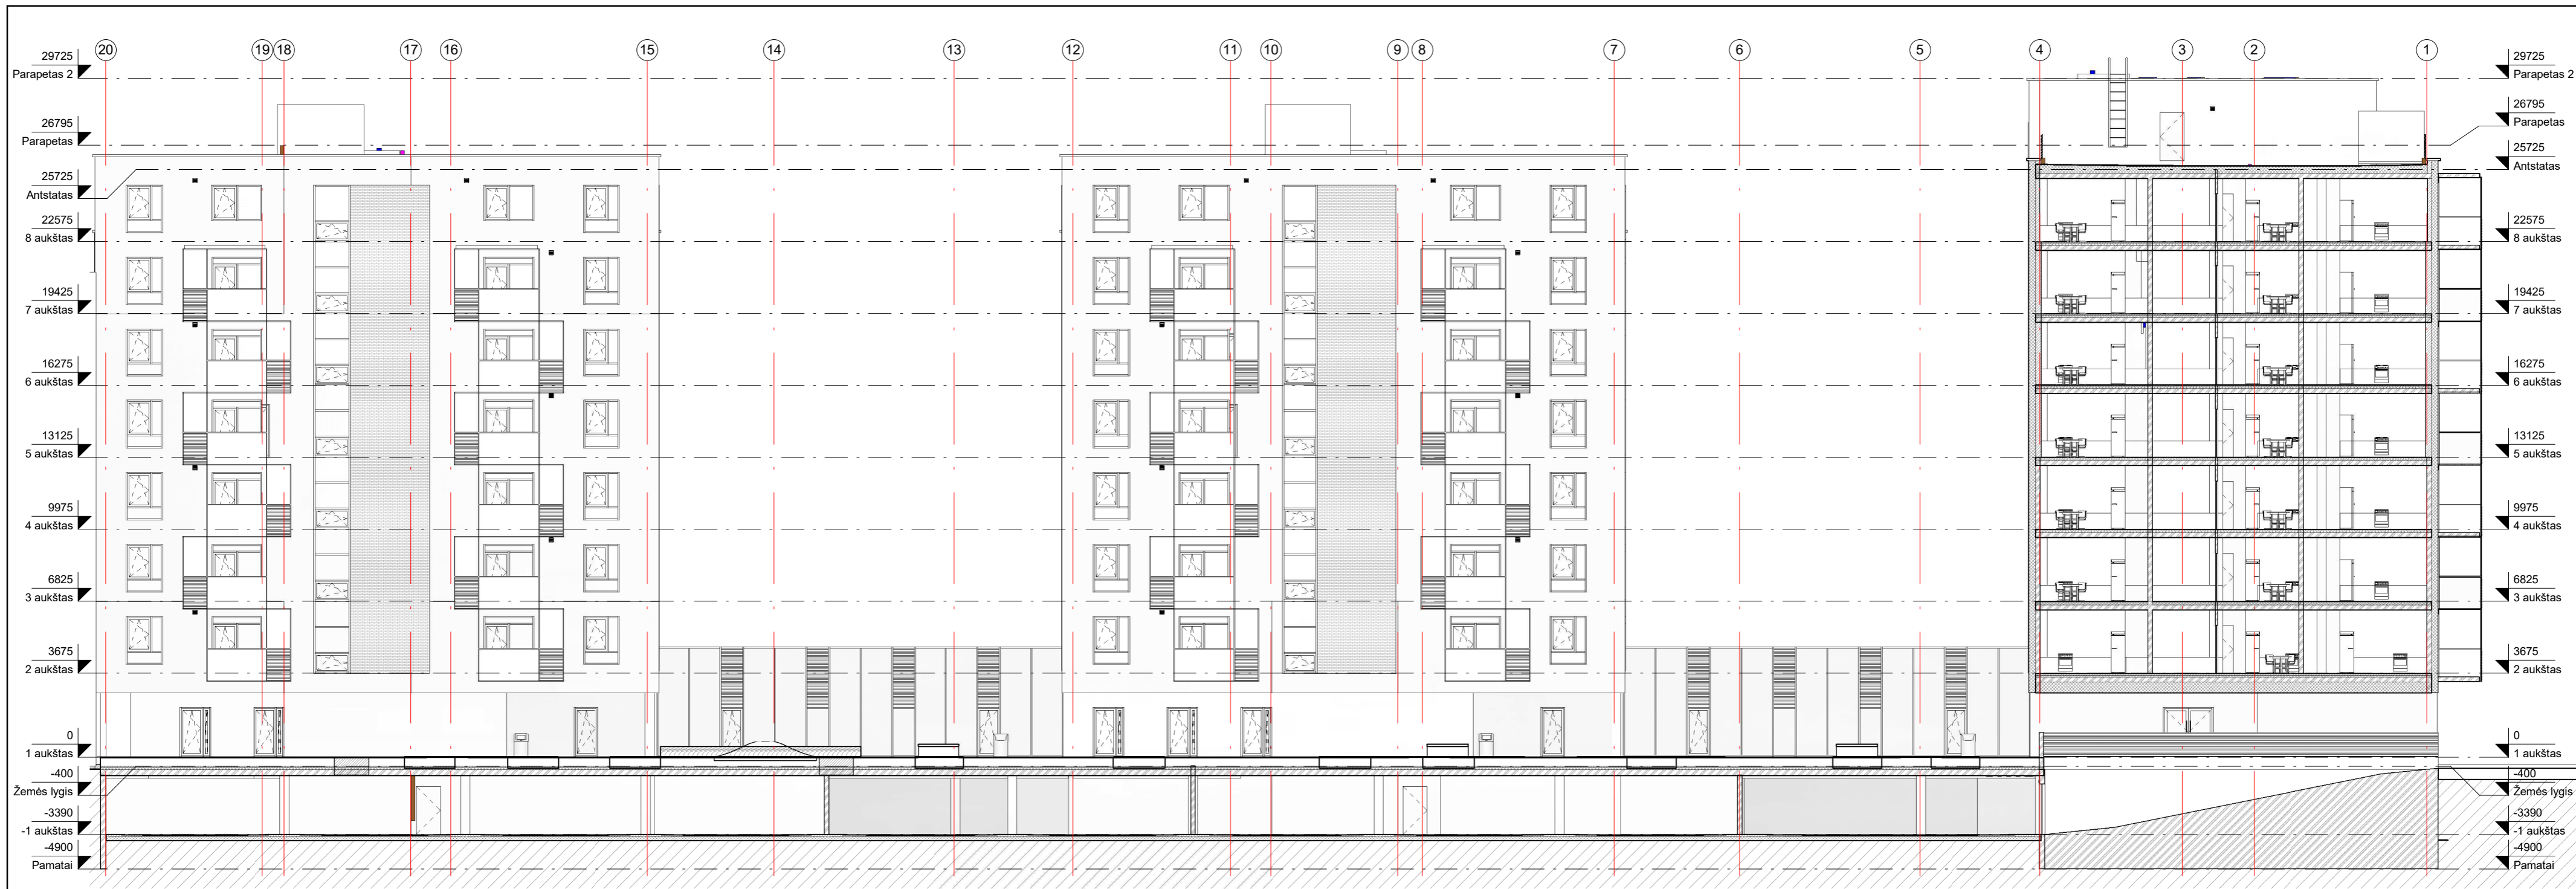 20 19 18 17 16 15 14 13 12 11 10 9 8 7 6 5 4 3 2 1
29725
Parapetas 2
26795
Parapetas
25725
Antstatas
22575
8 aukštas
19425
7 aukštas
16275
6 aukštas
13125
5 aukštas
9975
4 aukštas
6825
3 aukštas
3675
2 aukštas
0
1 aukštas
-400
Žemės lygis
-3390
-1 aukštas
-4900
Pamatai
29725
Parapetas 2
26795
Parapetas
25725
Antstatas
22575
8 aukštas
19425
7 aukštas
16275
6 aukštas
13125
5 aukštas
9975
4 aukštas
6825
3 aukštas
3675
2 aukštas
0
1 aukštas
-400
Žemės lygis
-3390
-1 aukštas
-4900
Pamatai